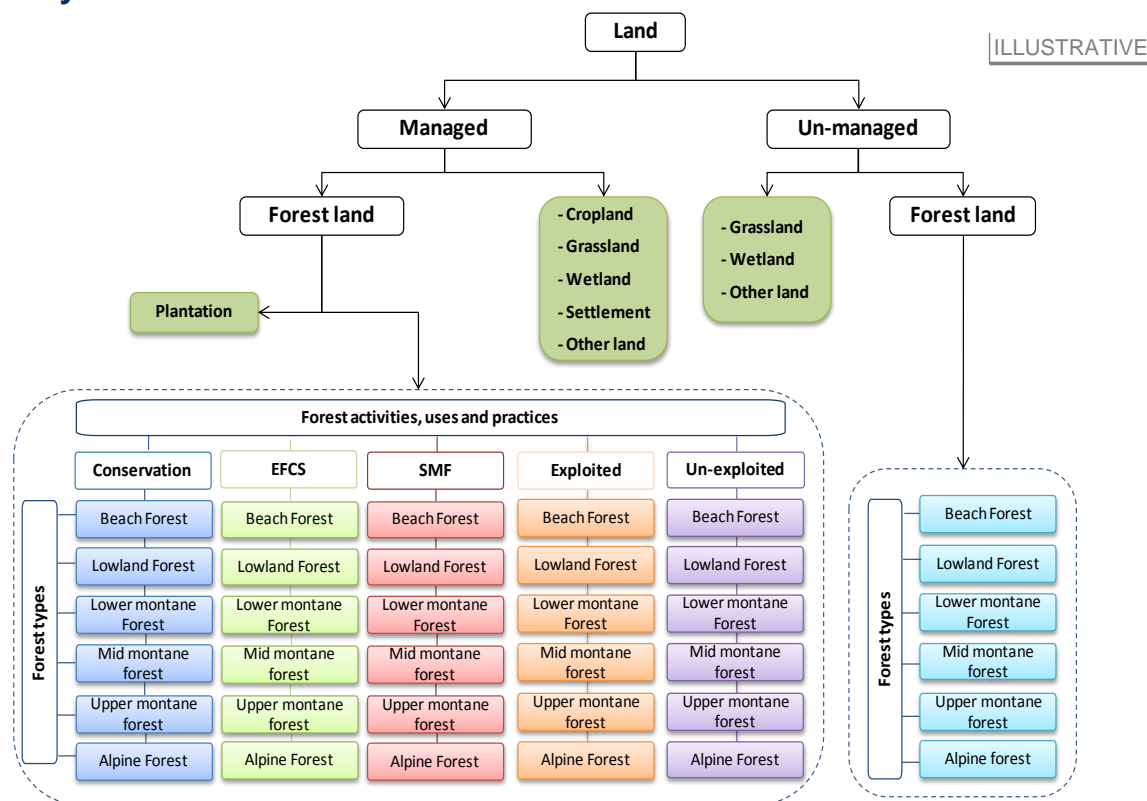 Land
ILLUSTRATIVE
Managed
Un-managed
Forest land
- Cropland
- Grassland
- Wetland
- Settlement
- Other land
- Grassland
- Wetland
- Other land
Forest land
Plantation
Forest activities, uses and practices
Conservation
EFCS
SMF
Exploited
Un-exploited
Forest types
Beach Forest
Beach Forest
Beach Forest
Beach Forest
Beach Forest
Lowland Forest
Lowland Forest
Lowland Forest
Lowland Forest
Lowland Forest
Lower montane
Forest
Lower montane
Forest
Lower montane
Forest
Lower montane
Forest
Lower montane
Forest
Mid montane
forest
Mid montane
forest
Mid montane
forest
Mid montane
forest
Mid montane
forest
Upper montane
forest
Upper montane
forest
Upper montane
forest
Upper montane
forest
Upper montane
forest
Alpine Forest
Alpine Forest
Alpine Forest
Alpine Forest
Alpine Forest
Forest types
Beach Forest
Lowland Forest
Lower montane
Forest
Mid montane
forest
Upper montane
forest
Alpine forest